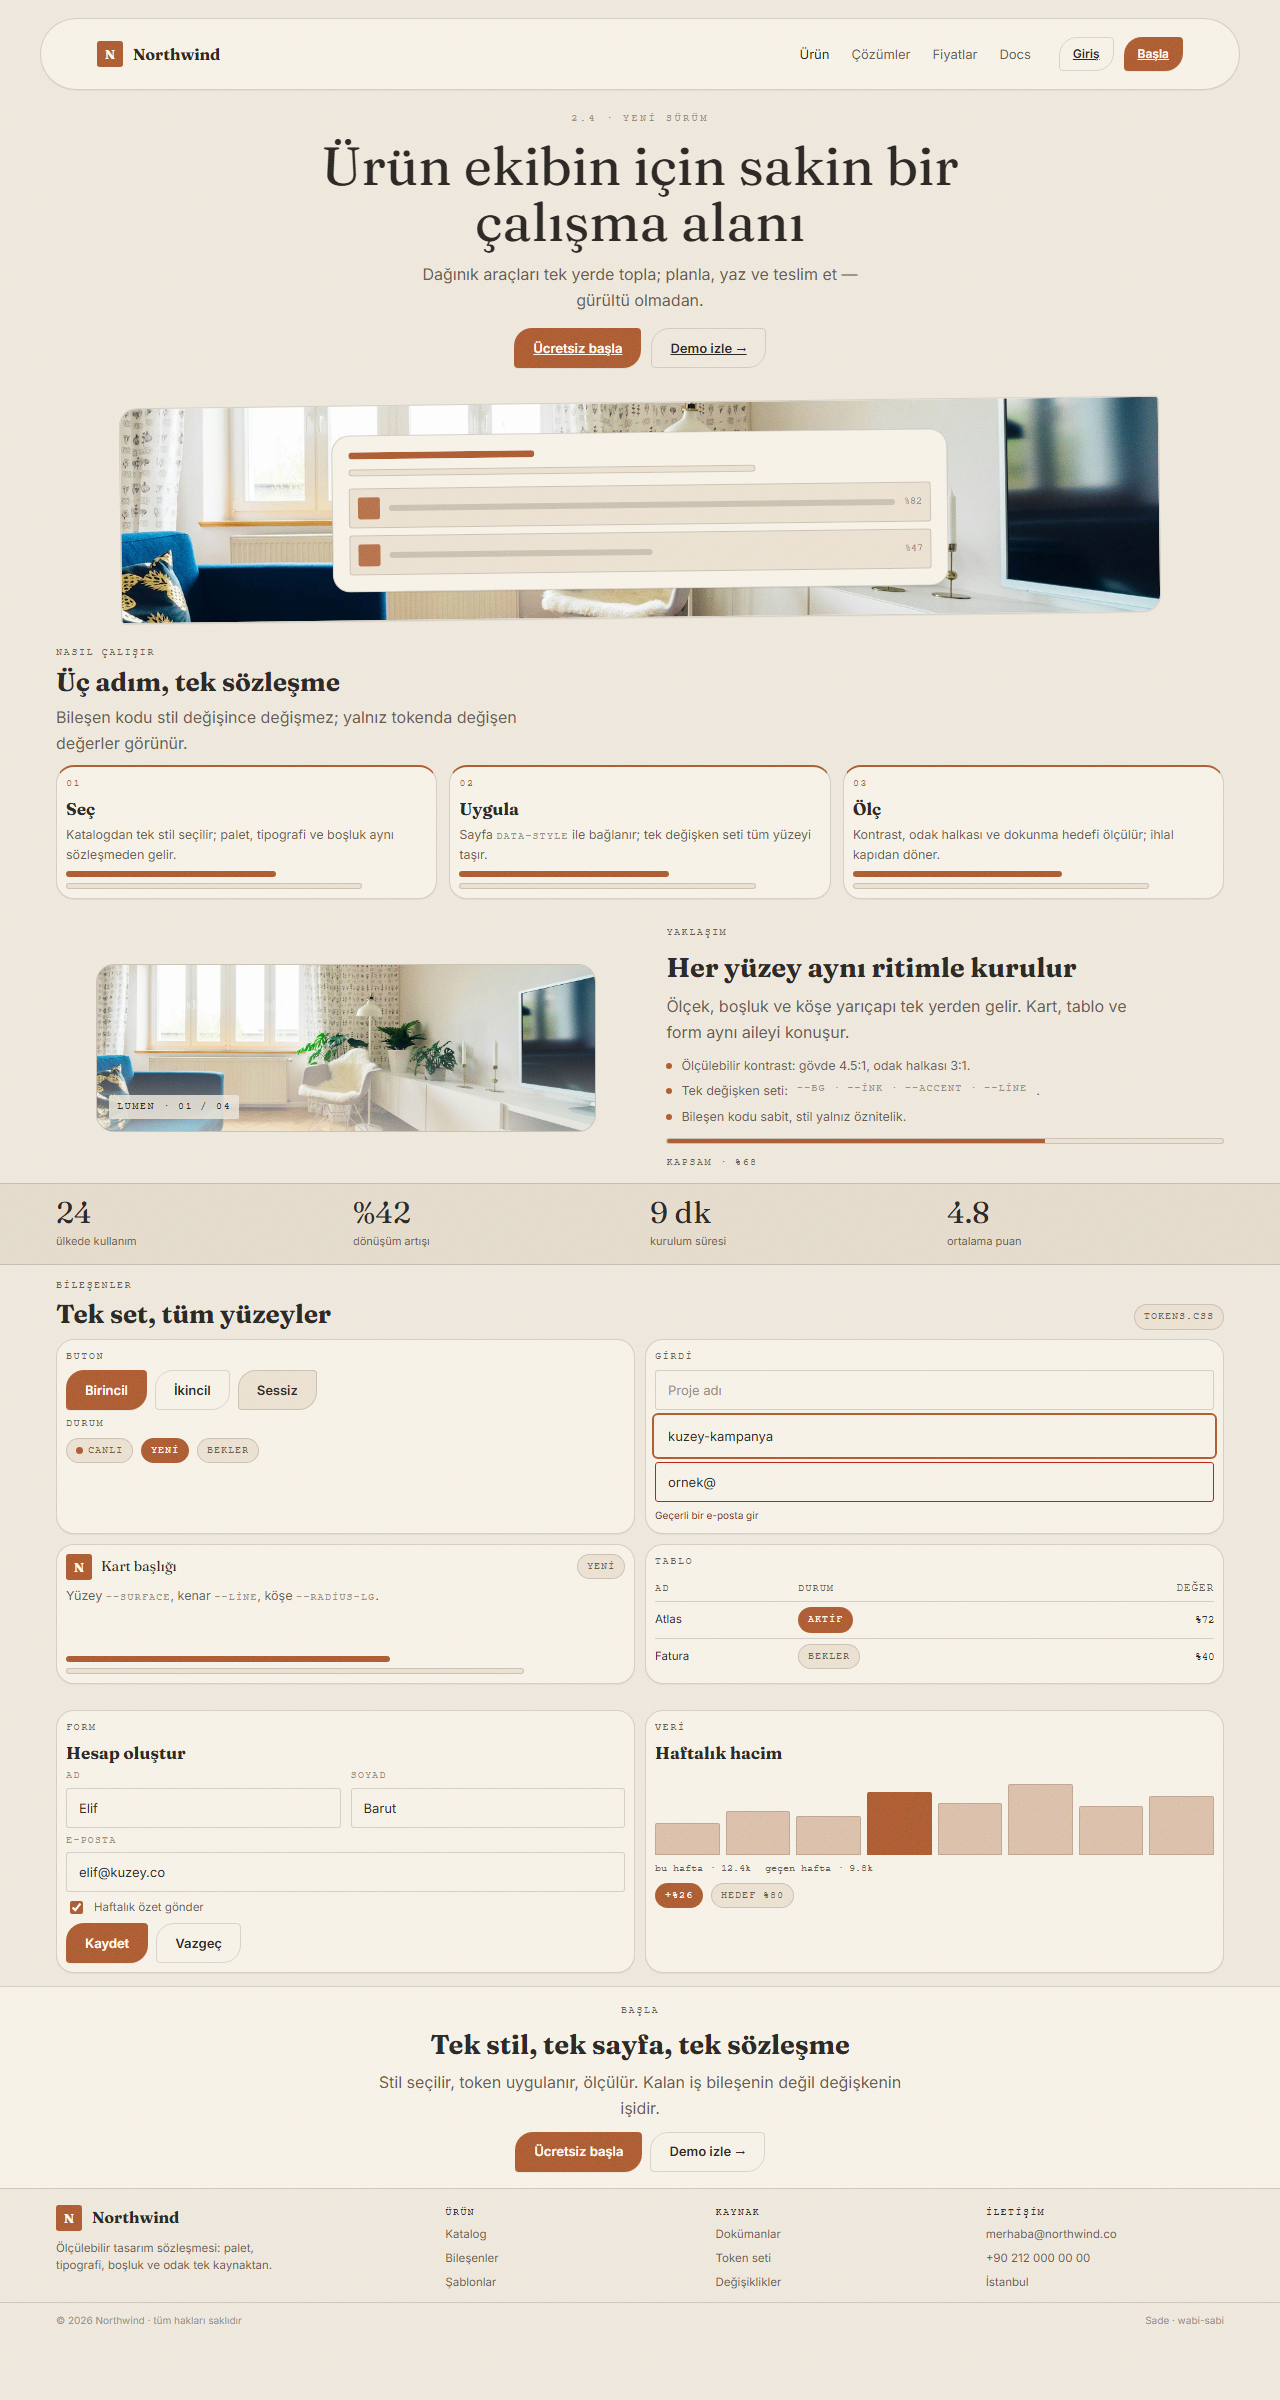 N Northwind
Ürün Çözümler Fiyatlar Docs Giriş Başla
2.4 · YENİ SÜRÜM
Ürün ekibin için sakin bir
çalışma alanı
Dağınık araçları tek yerde topla; planla, yaz ve teslim et —
gürültü olmadan.
Ücretsiz başla Demo izle →
%82
%47
NASIL ÇALIŞIR
Üç adım, tek sözleşme
Bileşen kodu stil değişince değişmez; yalnız tokenda değişen
değerler görünür.
01
Seç
Katalogdan tek stil seçilir; palet, tipografi ve boşluk aynı
sözleşmeden gelir.
02
Uygula
Sayfa DATA-STYLE ile bağlanır; tek değişken seti tüm yüzeyi
taşır.
03
Ölç
Kontrast, odak halkası ve dokunma hedefi ölçülür; ihlal
kapıdan döner.
LUMEN · 01 / 04
YAKLAŞIM
Her yüzey aynı ritimle kurulur
Ölçek, boşluk ve köşe yarıçapı tek yerden gelir. Kart, tablo ve
form aynı aileyi konuşur.
Ölçülebilir kontrast: gövde 4.5:1, odak halkası 3:1.
Tek değişken seti: --BG · --İNK · --ACCENT · --LİNE .
Bileşen kodu sabit, stil yalnız öznitelik.
KAPSAM · %68
24
ülkede kullanım
%42
dönüşüm artışı
9 dk
kurulum süresi
4.8
ortalama puan
BİLEŞENLER
Tek set, tüm yüzeyler
TOKENS.CSS
BUTON
Birincil İkincil Sessiz
DURUM
CANLI YENİ BEKLER
GİRDİ
Proje adı
kuzey-kampanya
ornek@
Geçerli bir e-posta gir
N Kart başlığı YENİ
Yüzey --SURFACE, kenar --LİNE, köşe --RADİUS-LG.
TABLO
AD DURUM DEĞER
Atlas AKTİF %72
Fatura BEKLER %40
FORM
Hesap oluştur
AD SOYAD
Elif Barut
E-POSTA
elif@kuzey.co
Haftalık özet gönder
Kaydet Vazgeç
VERİ
Haftalık hacim
bu hafta · 12.4k geçen hafta · 9.8k
+%26 HEDEF %80
BAŞLA
Tek stil, tek sayfa, tek sözleşme
Stil seçilir, token uygulanır, ölçülür. Kalan iş bileşenin değil değişkenin
işidir.
Ücretsiz başla Demo izle →
N Northwind
Ölçülebilir tasarım sözleşmesi: palet,
tipografi, boşluk ve odak tek kaynaktan.
ÜRÜN
Katalog
Bileşenler
Şablonlar
KAYNAK
Dokümanlar
Token seti
Değişiklikler
İLETİŞİM
merhaba@northwind.co
+90 212 000 00 00
İstanbul
© 2026 Northwind · tüm hakları saklıdır
Sade · wabi-sabi